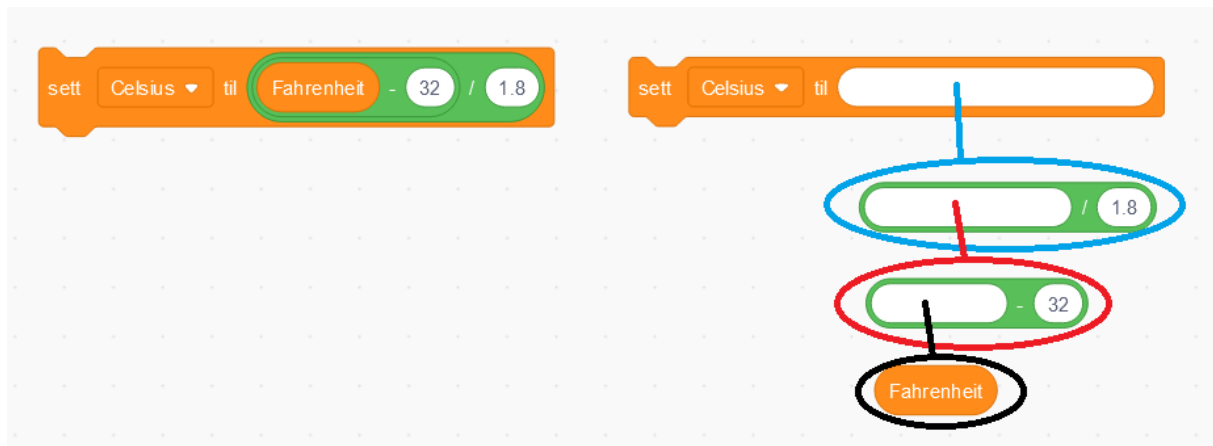 sett Celsius til Fahrenheit - 32 / 1.8
sett Celsius til
/ 1.8
- 32
Fahrenheit